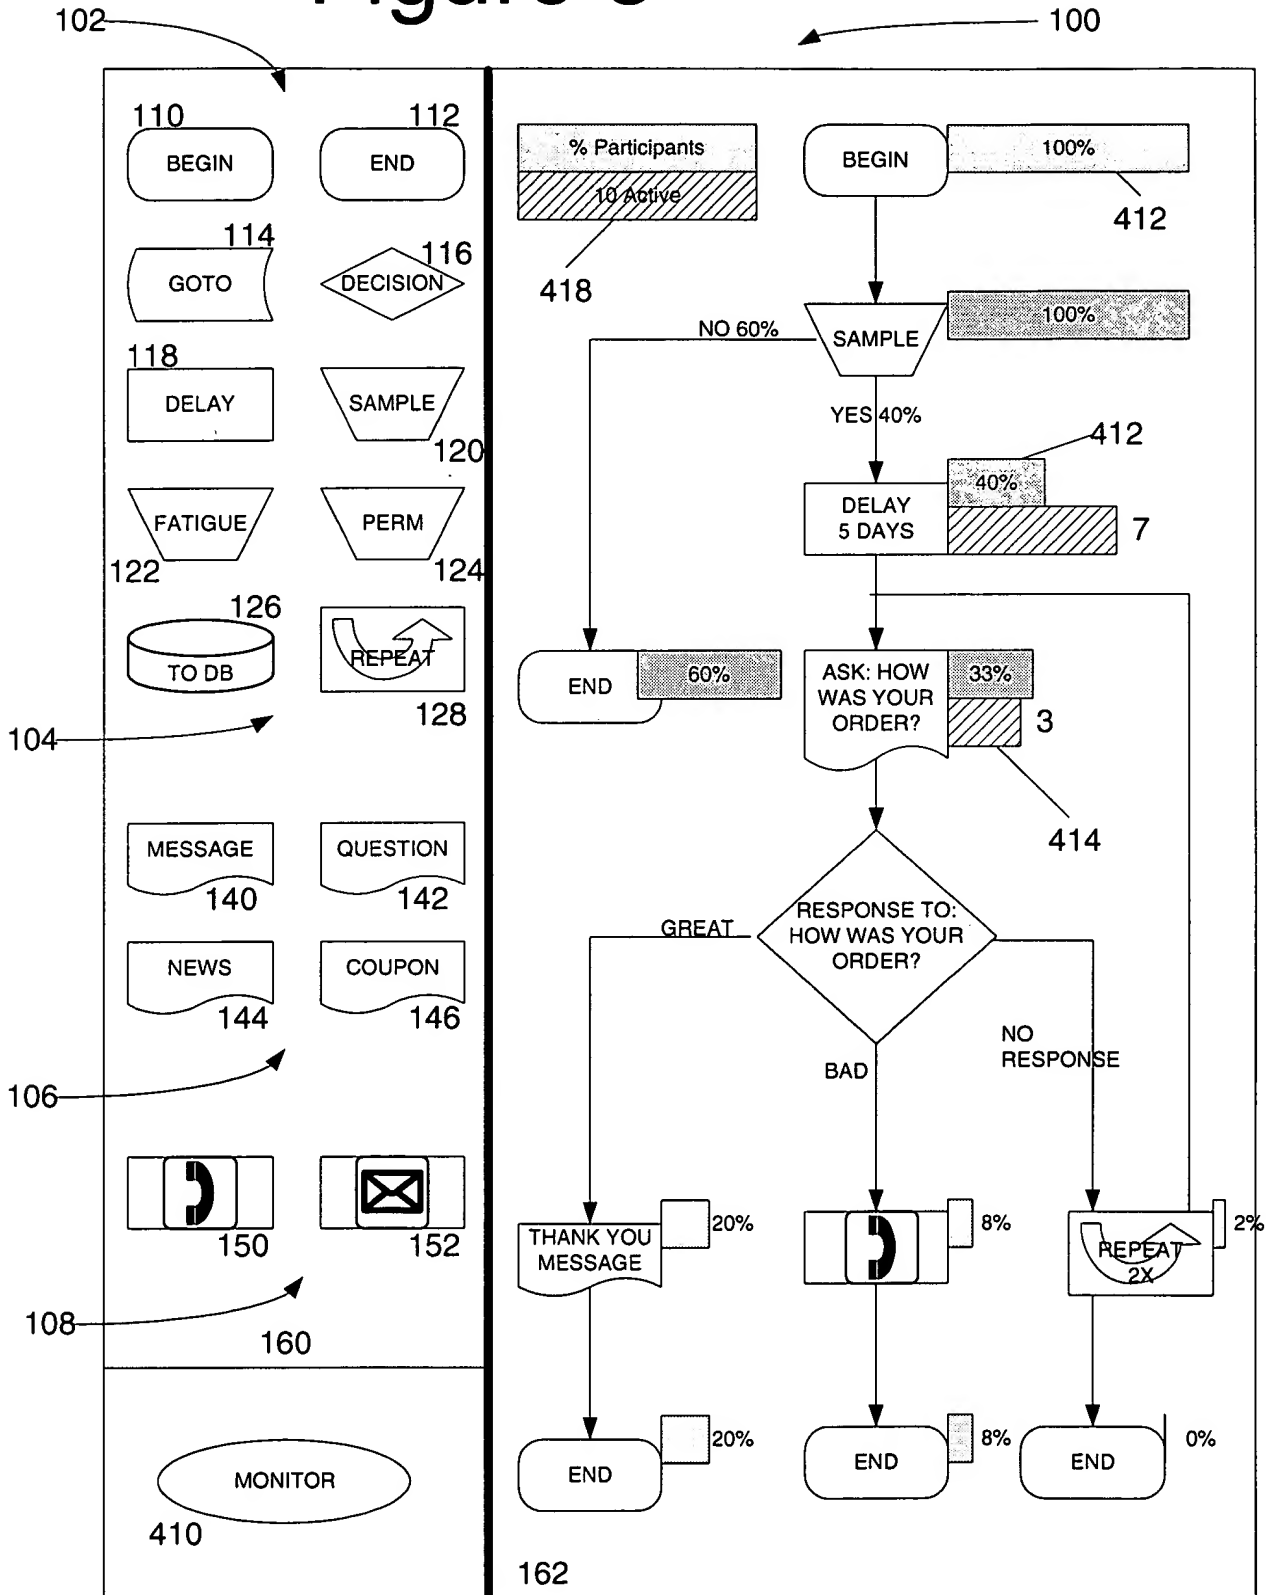 102
100
110
BEGIN
112
END
114
GOTO
116
DECISION
118
DELAY
SAMPLE
120
FATIGUE
122
PERM
124
126
TO DB
REPEAT
128
104
MESSAGE
140
QUESTION
142
NEWS
144
COUPON
146
106
150
152
108
160
MONITOR
410
% Participants
10 Active
418
BEGIN
100%
412
SAMPLE
100%
NO 60%
YES 40%
412
DELAY
5 DAYS
40%
7
END
60%
ASK: HOW
WAS YOUR
ORDER?
33%
3
414
RESPONSE TO:
HOW WAS YOUR
ORDER?
GREAT
BAD
NO
RESPONSE
THANK YOU
MESSAGE
20%
8%
REPEAT
2X
2%
END
20%
END
8%
END
0%
162